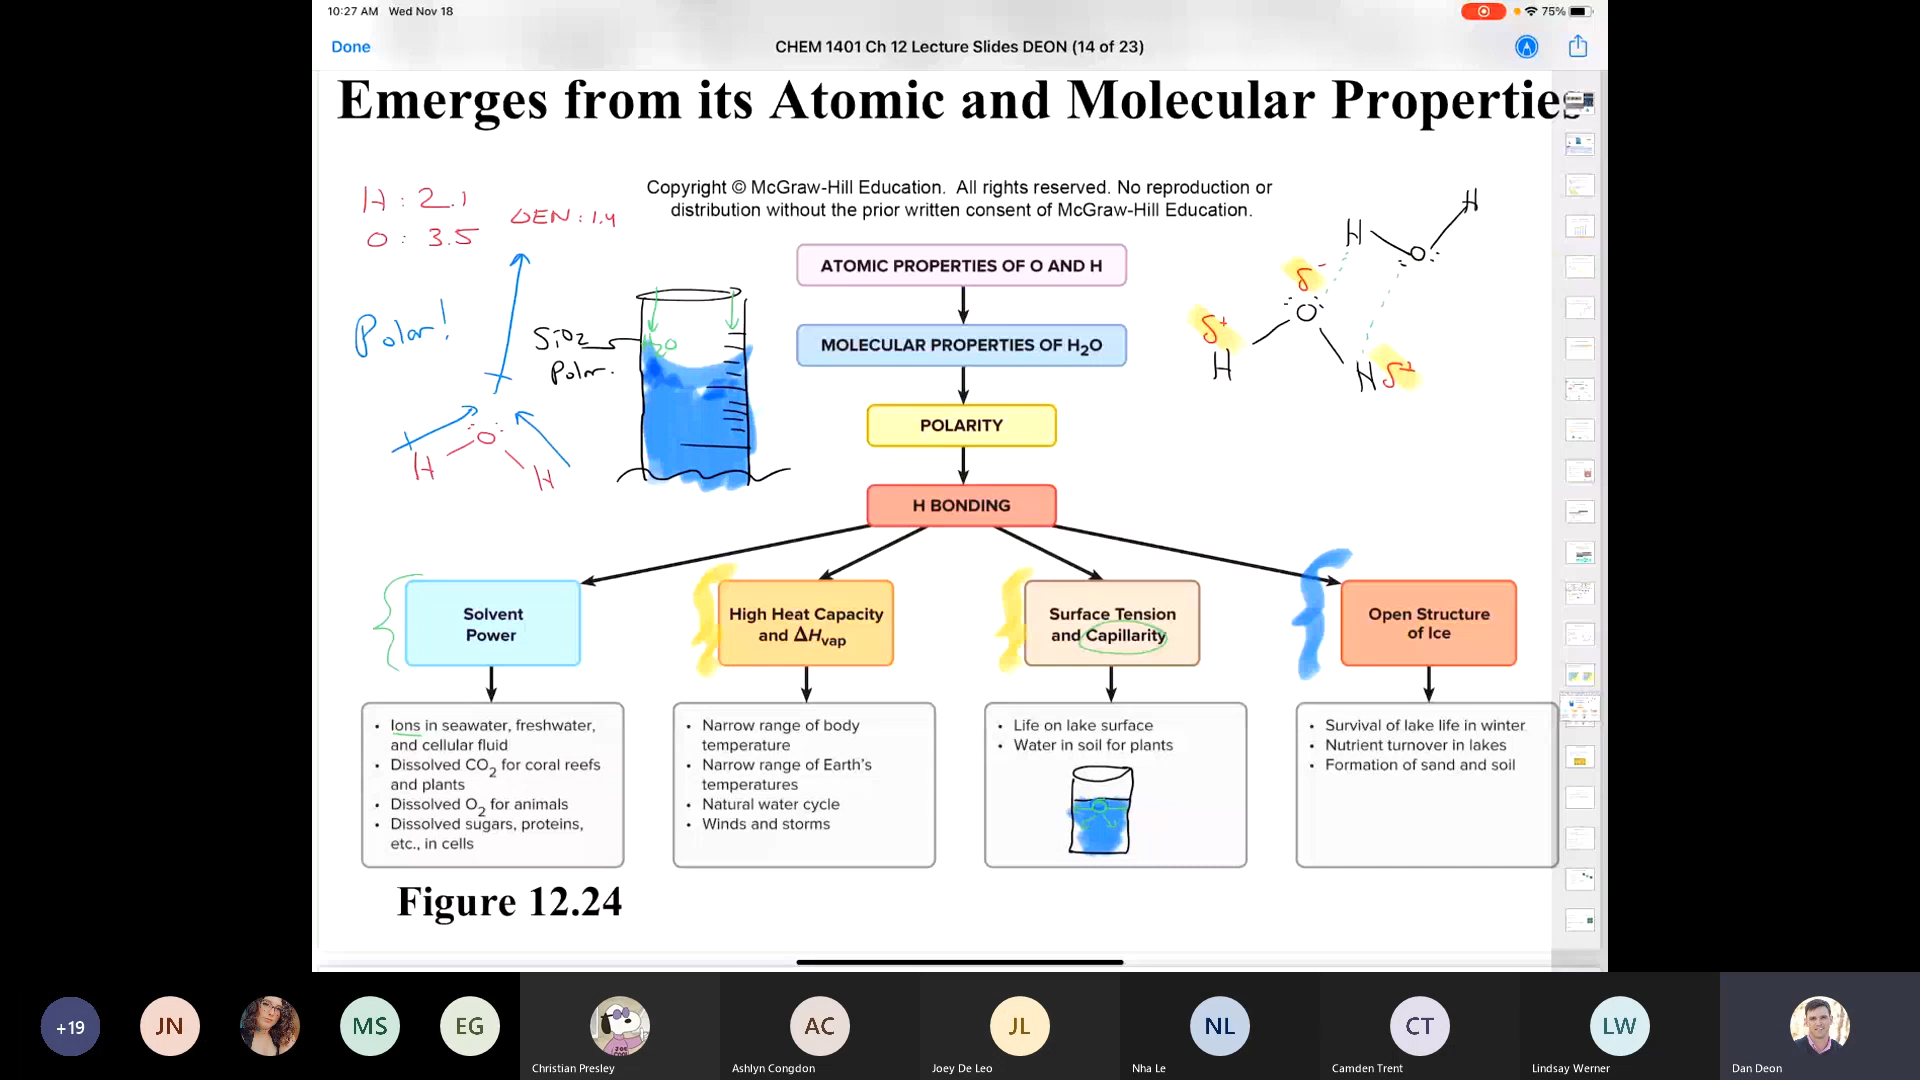 10:27 AM Wed Nov 18
75%
Done
CHEM 1401 Ch 12 Lecture Slides DEON (14 of 23)
Emerges from its Atomic and Molecular Properties
Copyright © McGraw-Hill Education. All rights reserved. No reproduction or
distribution without the prior written consent of McGraw-Hill Education.
H : 2.1
O : 3.5
ΔEN : 1.4
Polar!
H
O
H
SiO2
Polar.
H2O
ATOMIC PROPERTIES OF O AND H
MOLECULAR PROPERTIES OF H2O
POLARITY
H BONDING
H
H
O
δ-
O
δ+
H
H δ+
Solvent
Power
Ions in seawater, freshwater,
and cellular fluid
Dissolved CO2 for coral reefs
and plants
Dissolved O2 for animals
Dissolved sugars, proteins,
etc., in cells
High Heat Capacity
and ΔHvap
Narrow range of body
temperature
Narrow range of Earth's
temperatures
Natural water cycle
Winds and storms
Surface Tension
and Capillarity
Life on lake surface
Water in soil for plants
Open Structure
of Ice
Survival of lake life in winter
Nutrient turnover in lakes
Formation of sand and soil
Figure 12.24
+19
JN
MS
EG
Christian Presley
AC
Ashlyn Congdon
JL
Joey De Leo
NL
Nha Le
CT
Camden Trent
LW
Lindsay Werner
Dan Deon